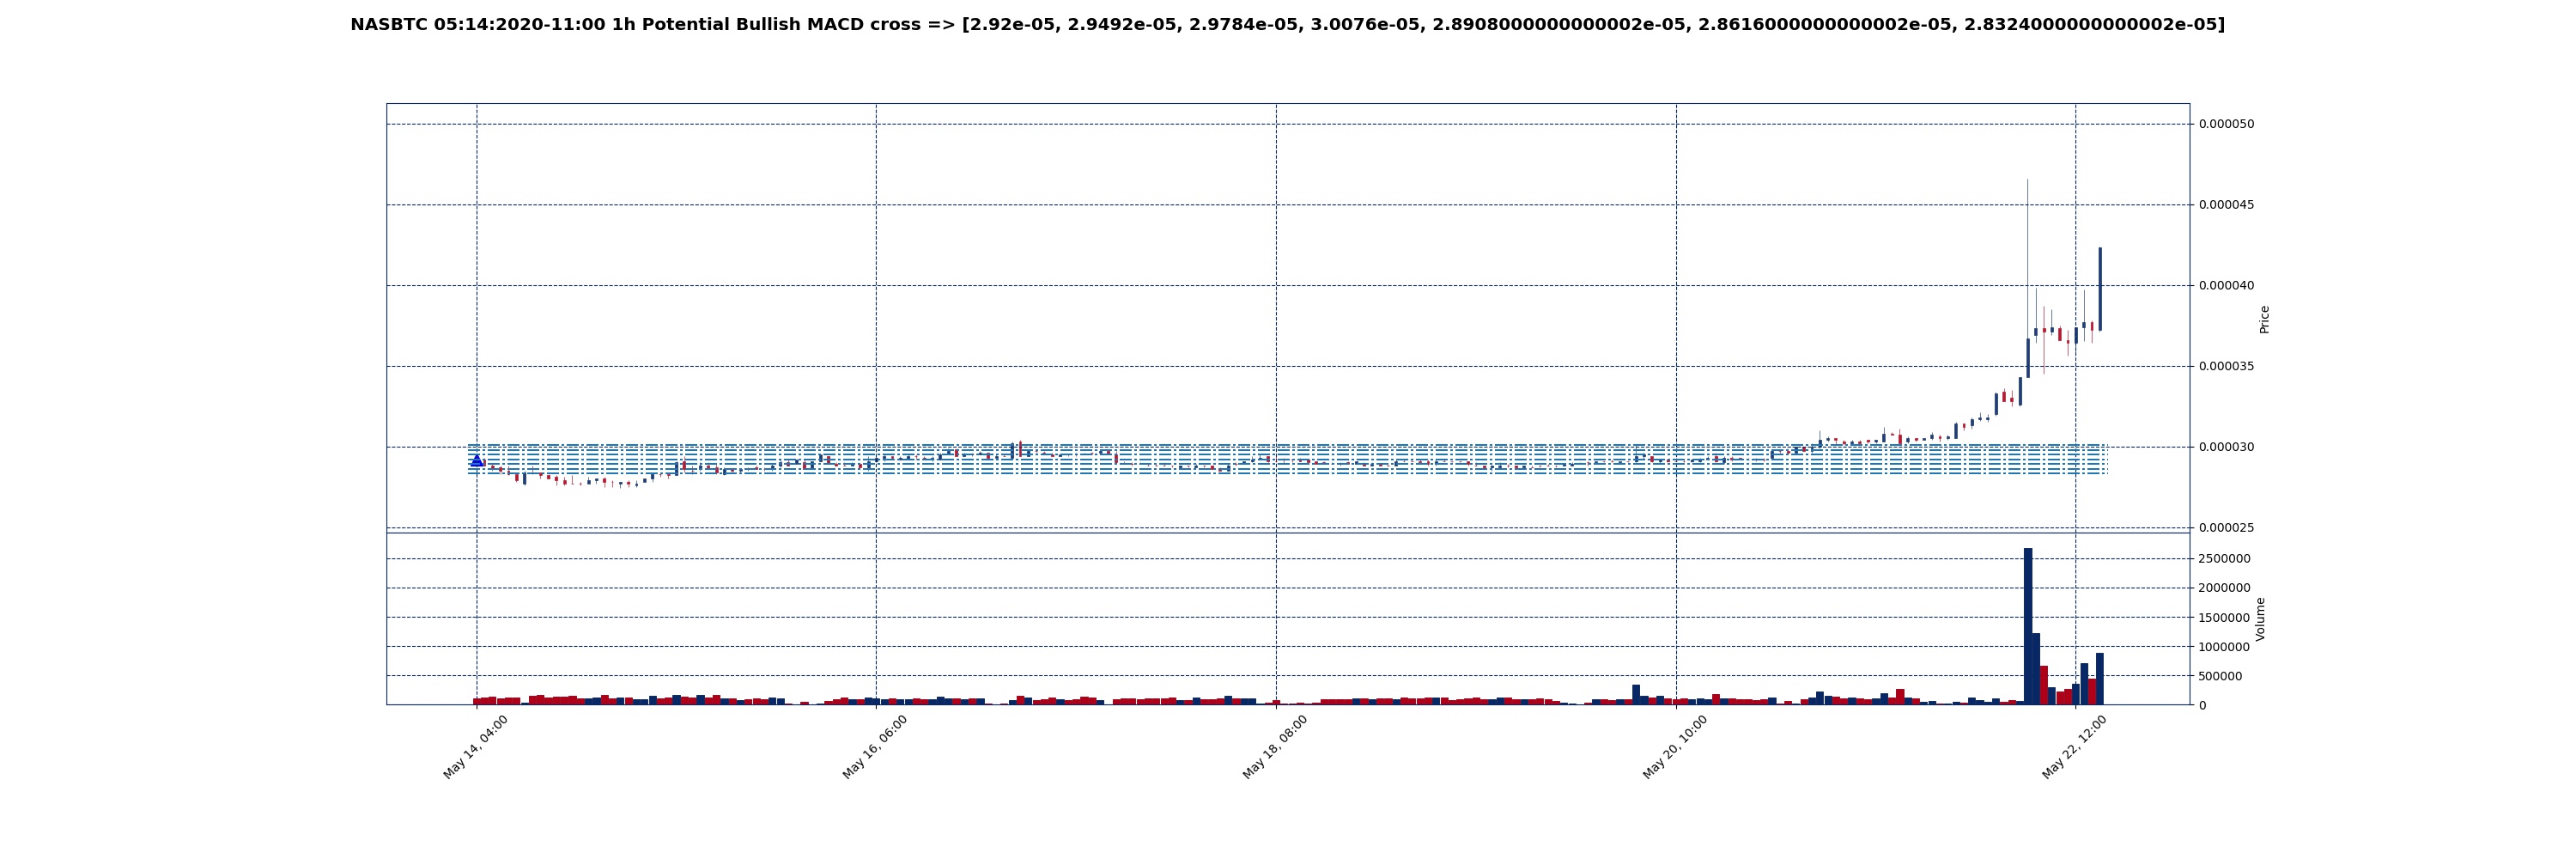 NASBTC 05:14:2020-11:00 1h Potential Bullish MACD cross => [2.92e-05, 2.9492e-05, 2.9784e-05, 3.0076e-05, 2.8908000000000002e-05, 2.8616000000000002e-05, 2.8324000000000002e-05]
0.000050
0.000045
0.000040
0.000035
0.000030
0.000025
Price
2500000
2000000
1500000
1000000
500000
0
Volume
May 14, 04:00
May 16, 06:00
May 18, 08:00
May 20, 10:00
May 22, 12:00